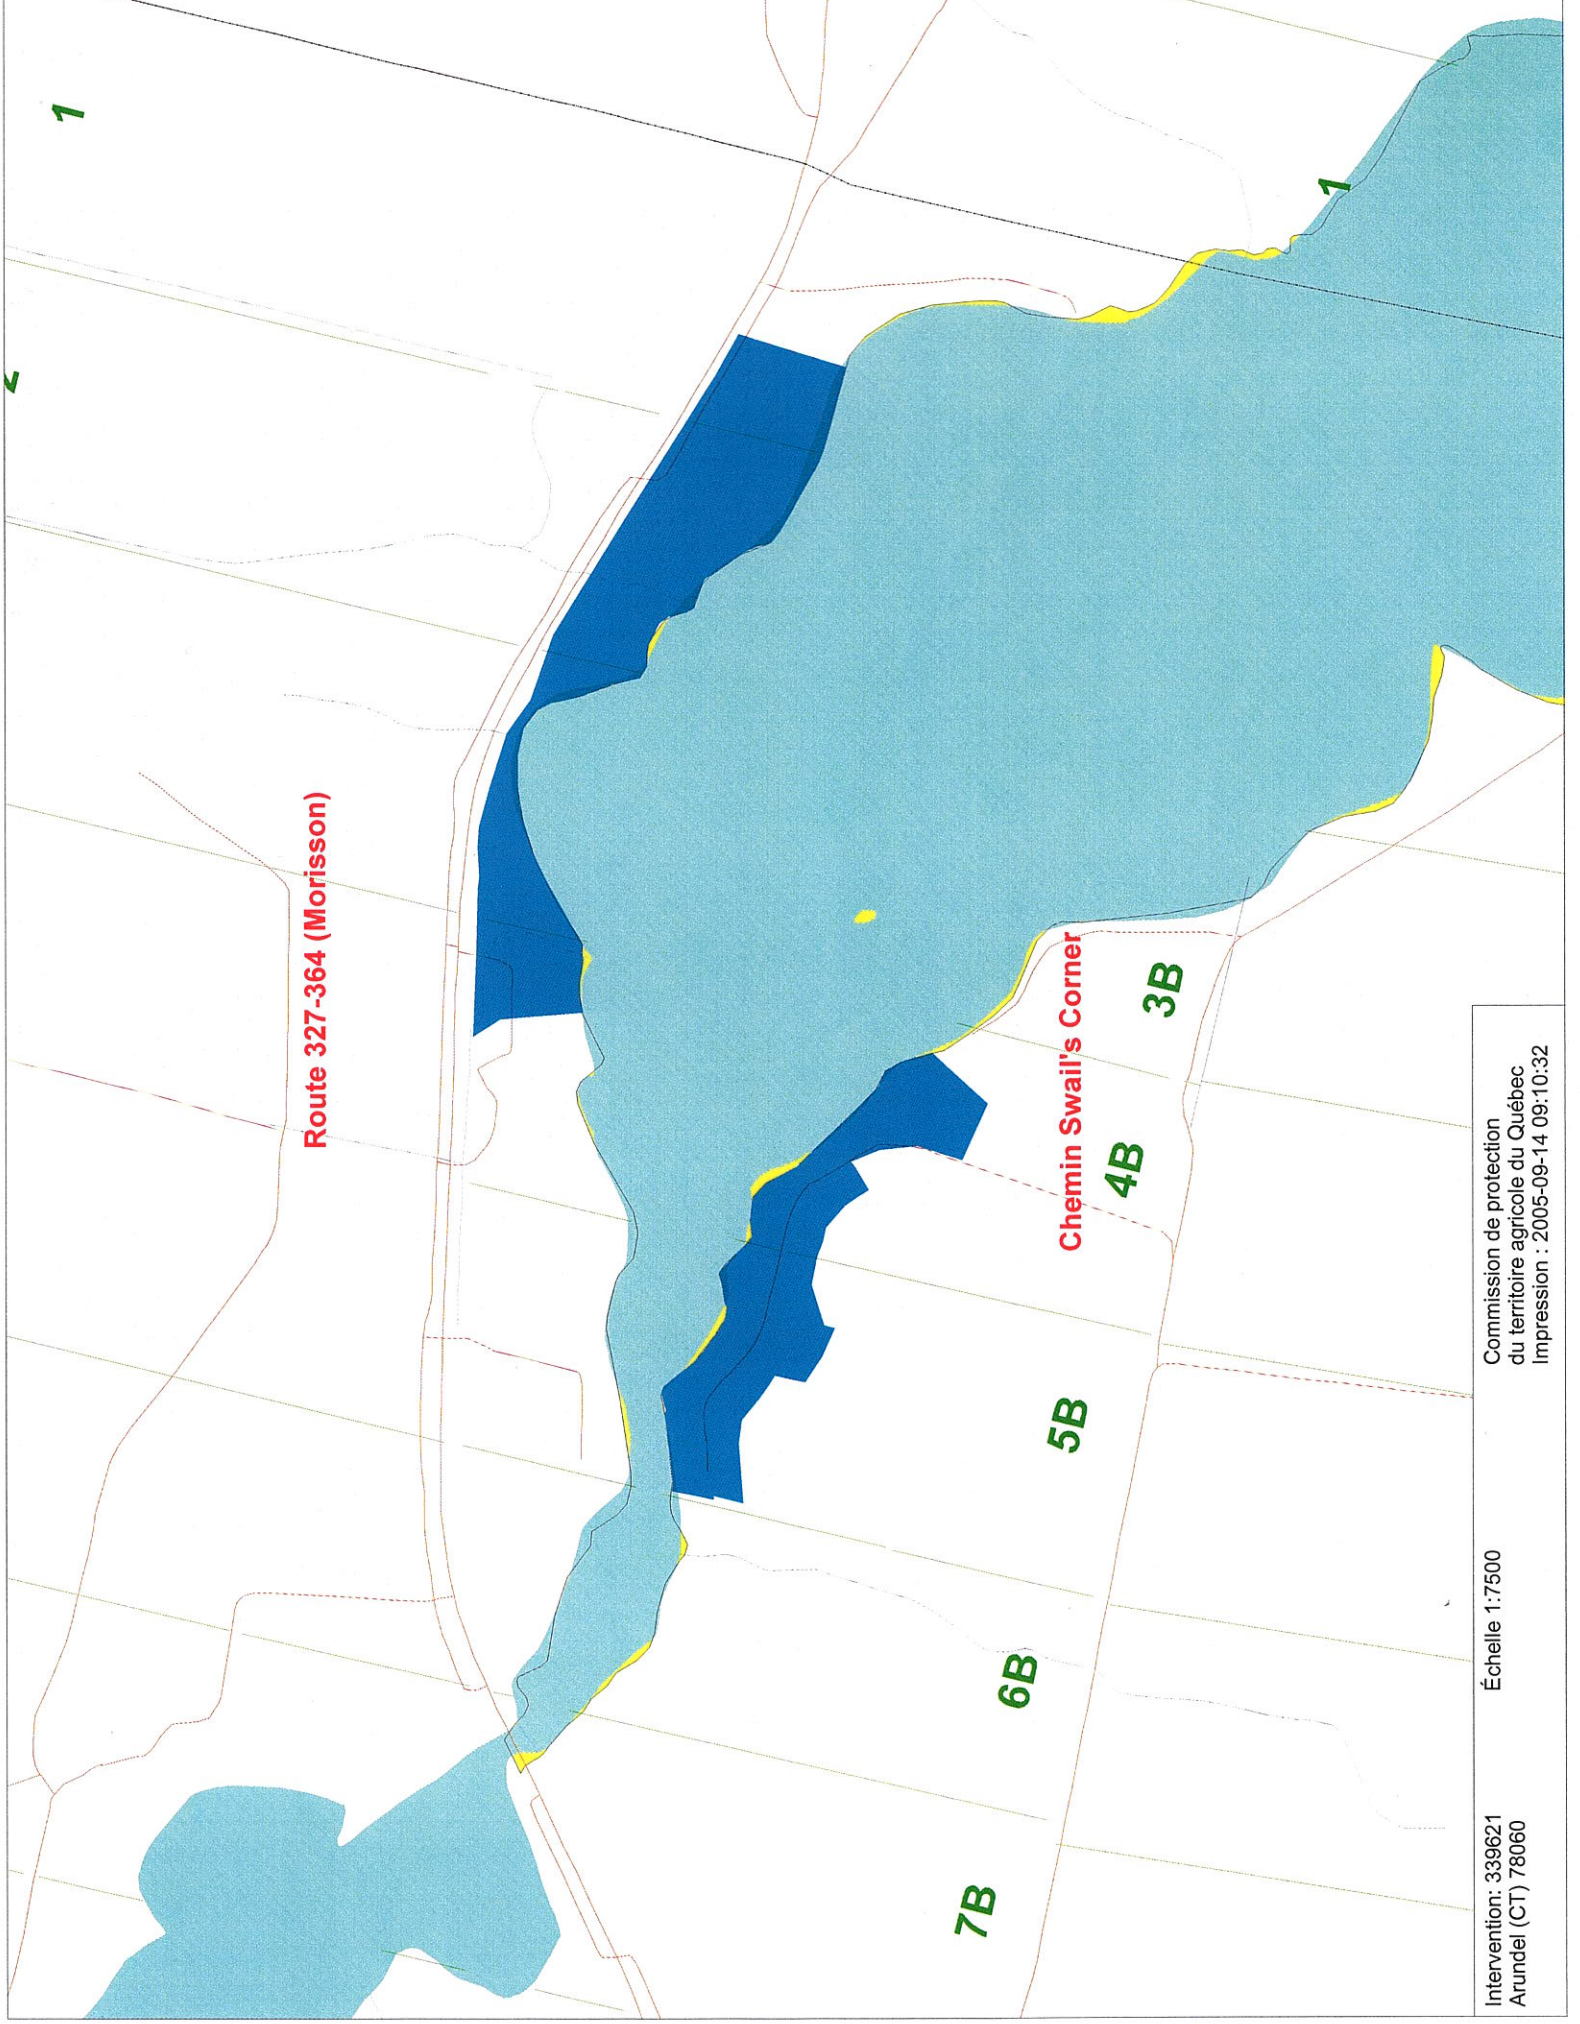 1
2
Route 327-364 (Morisson)
1
Chemin Swail's Corner
3B
4B
5B
6B
7B
Intervention: 339621
Arundel (CT) 78060
Échelle 1:7500
Commission de protection
du territoire agricole du Québec
Impression : 2005-09-14 09:10:32